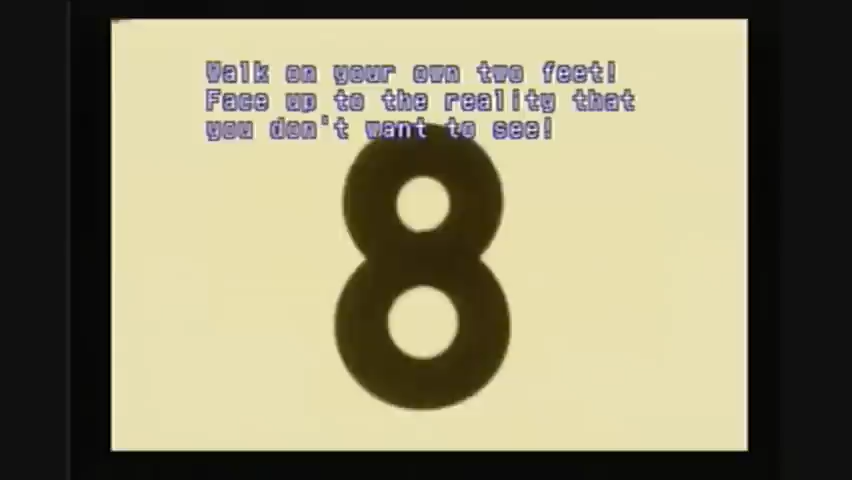 Walk on your own two feet!
Face up to the reality that
you don't want to see!
8